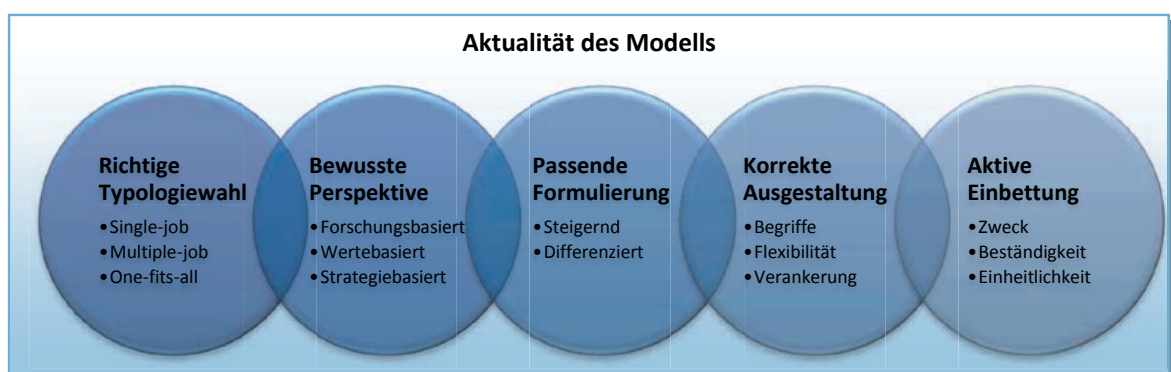 Aktualität des Modells
Richtige
Typologiewahl
•Single-job
•Multiple-job
•One-fits-all
Bewusste
Perspektive
•Forschungsbasiert
•Wertebasiert
•Strategiebasiert
Passende
Formulierung
•Steigernd
•Differenziert
Korrekte
Ausgestaltung
•Begriffe
•Flexibilität
•Verankerung
Aktive
Einbettung
•Zweck
•Beständigkeit
•Einheitlichkeit